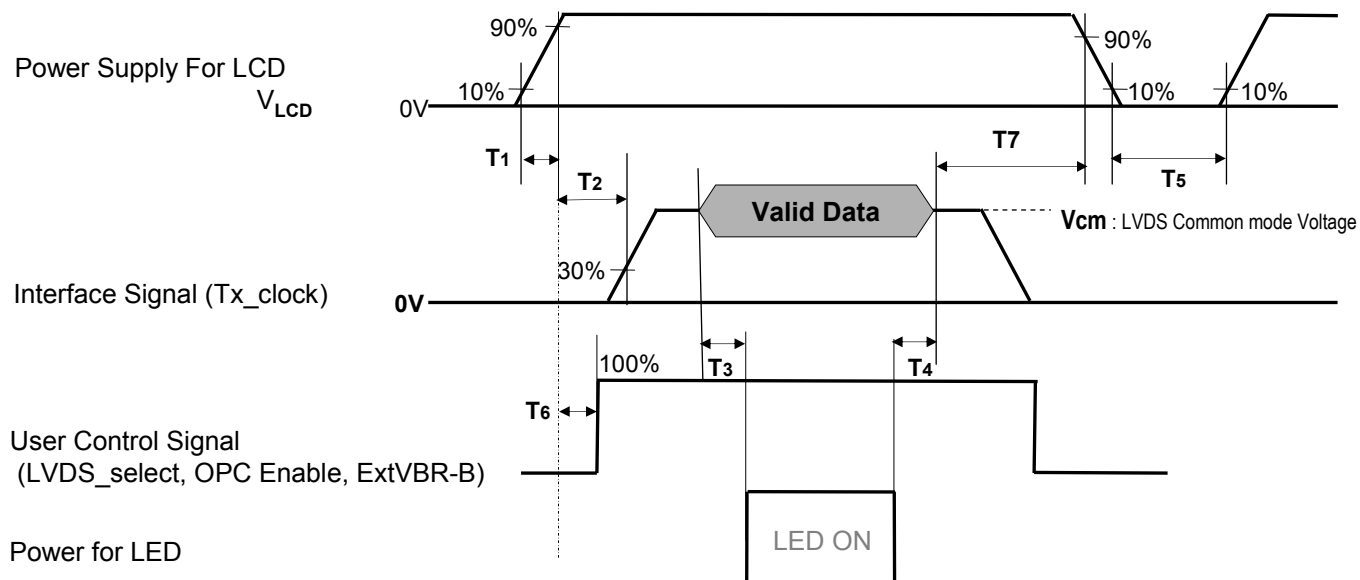 90%
90%
Power Supply For LCD
VLCD
10%
10%
10%
0V
T1
T2
T7
T5
Valid Data
Vcm : LVDS Common mode Voltage
30%
Interface Signal (Tx_clock)
0V
100%
T3
T4
T6
User Control Signal
(LVDS_select, OPC Enable, ExtVBR-B)
LED ON
Power for LED